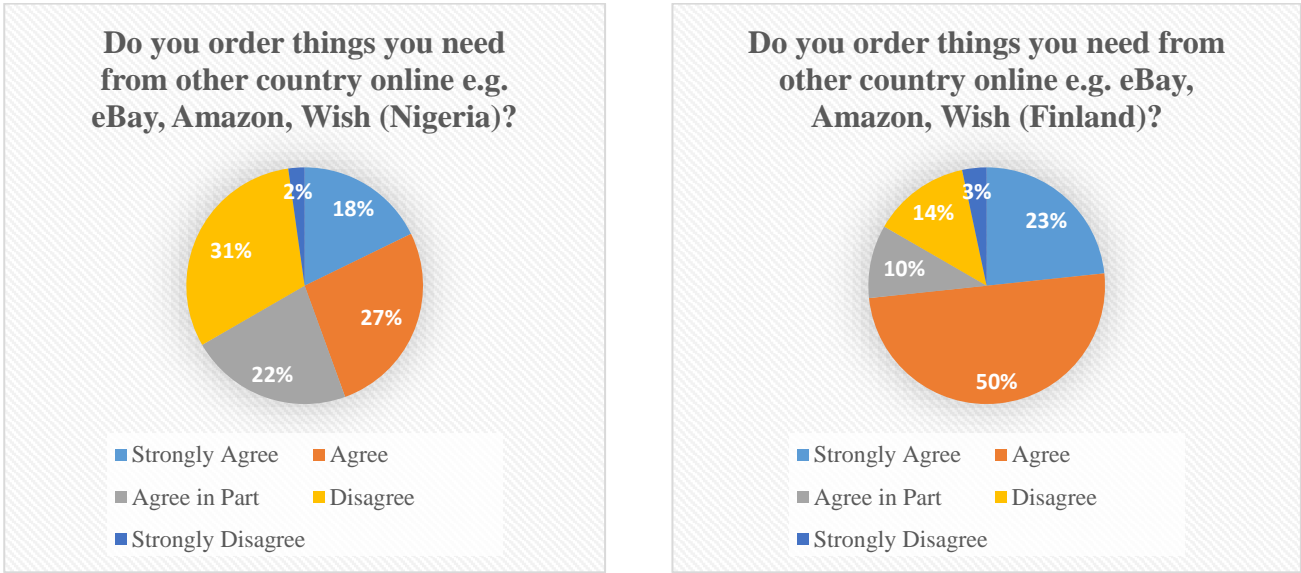 Do you order things you need
from other country online e.g.
eBay, Amazon, Wish (Nigeria)?
2%
18%
31%
27%
22%
Strongly Agree
Agree
Agree in Part
Disagree
Strongly Disagree
Do you order things you need from
other country online e.g. eBay,
Amazon, Wish (Finland)?
3%
23%
14%
10%
50%
Strongly Agree
Agree
Agree in Part
Disagree
Strongly Disagree